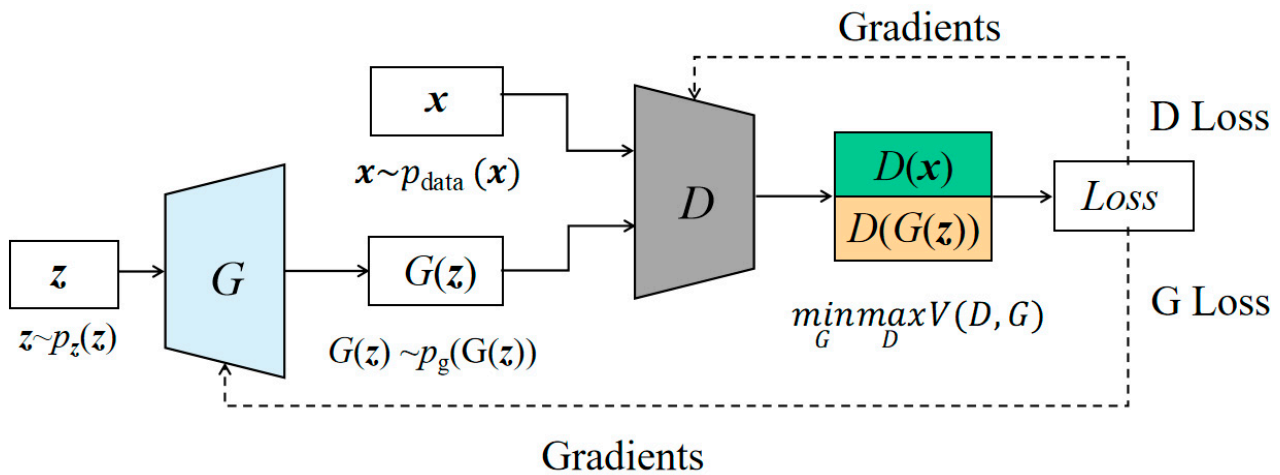 Gradients
x
D Loss
x~p_data (x)
D
D(x)
Loss
D(G(z))
z
G
G(z)
G Loss
z~p_z(z)
G(z) ~p_g(G(z))
min max V(D, G)
G D
Gradients